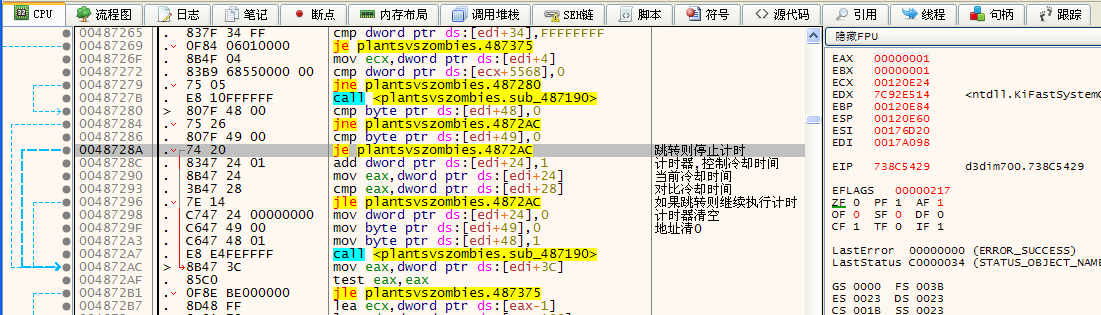 CPU 流程图 日志 笔记 断点 内存布局 调用堆栈 SEH链 脚本 符号 源代码 引用 线程 句柄 跟踪
00487265 . 837F 34 FF cmp dword ptr ds:[edi+34],FFFFFFFF
00487269 . 0F84 06010000 je plantsvszombies.487375
0048726F . 8B4F 04 mov ecx,dword ptr ds:[edi+4]
00487272 . 83B9 68550000 00 cmp dword ptr ds:[ecx+5568],0
00487279 . 75 05 jne plantsvszombies.487280
0048727B . E8 10FFFFFF call <plantsvszombies.sub_487190>
00487280 > 807F 48 00 cmp byte ptr ds:[edi+48],0
00487284 . 75 26 jne plantsvszombies.4872AC
00487286 . 807F 49 00 cmp byte ptr ds:[edi+49],0
0048728A . 74 20 je plantsvszombies.4872AC 跳转则停止计时
0048728C . 8347 24 01 add dword ptr ds:[edi+24],1 计时器,控制冷却时间
00487290 . 8B47 24 mov eax,dword ptr ds:[edi+24] 当前冷却时间
00487293 . 3B47 28 cmp eax,dword ptr ds:[edi+28] 对比冷却时间
00487296 . 7E 14 jle plantsvszombies.4872AC 如果跳转则继续执行计时
00487298 . C747 24 00000000 mov dword ptr ds:[edi+24],0 计时器清空
0048729F . C647 49 00 mov byte ptr ds:[edi+49],0 地址清0
004872A3 . C647 48 01 mov byte ptr ds:[edi+48],1
004872A7 . E8 E4FEFFFF call <plantsvszombies.sub_487190>
004872AC > 8B47 3C mov eax,dword ptr ds:[edi+3C]
004872AF . 85C0 test eax,eax
004872B1 . 0F8E BE000000 jle plantsvszombies.487375
004872B7 . 8D48 FF lea ecx,dword ptr ds:[eax-1]
隐藏FPU
EAX 00000001
EBX 00000001
ECX 00120E24
EDX 7C92E514 <ntdll.KiFastSystemC
EBP 00120E84
ESP 00120E60
ESI 00176D20
EDI 0017A098
EIP 738C5429 d3dim700.738C5429
EFLAGS 00000217
ZF 0 PF 1 AF 1
OF 0 SF 0 DF 0
CF 1 TF 0 IF 1
LastError 00000000 (ERROR_SUCCESS)
LastStatus C0000034 (STATUS_OBJECT_NAME
GS 0000 FS 003B
ES 0023 DS 0023
CS 001B SS 0023